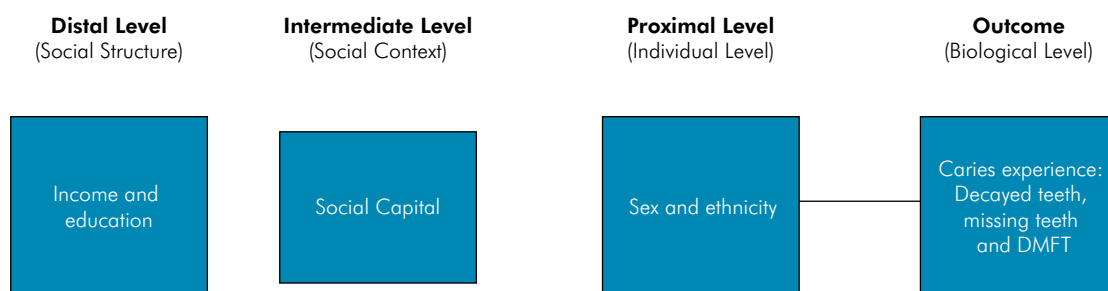 Distal Level
(Social Structure)
Intermediate Level
(Social Context)
Proximal Level
(Individual Level)
Outcome
(Biological Level)
Income and
education
Social Capital
Sex and ethnicity
Caries experience:
Decayed teeth,
missing teeth
and DMFT